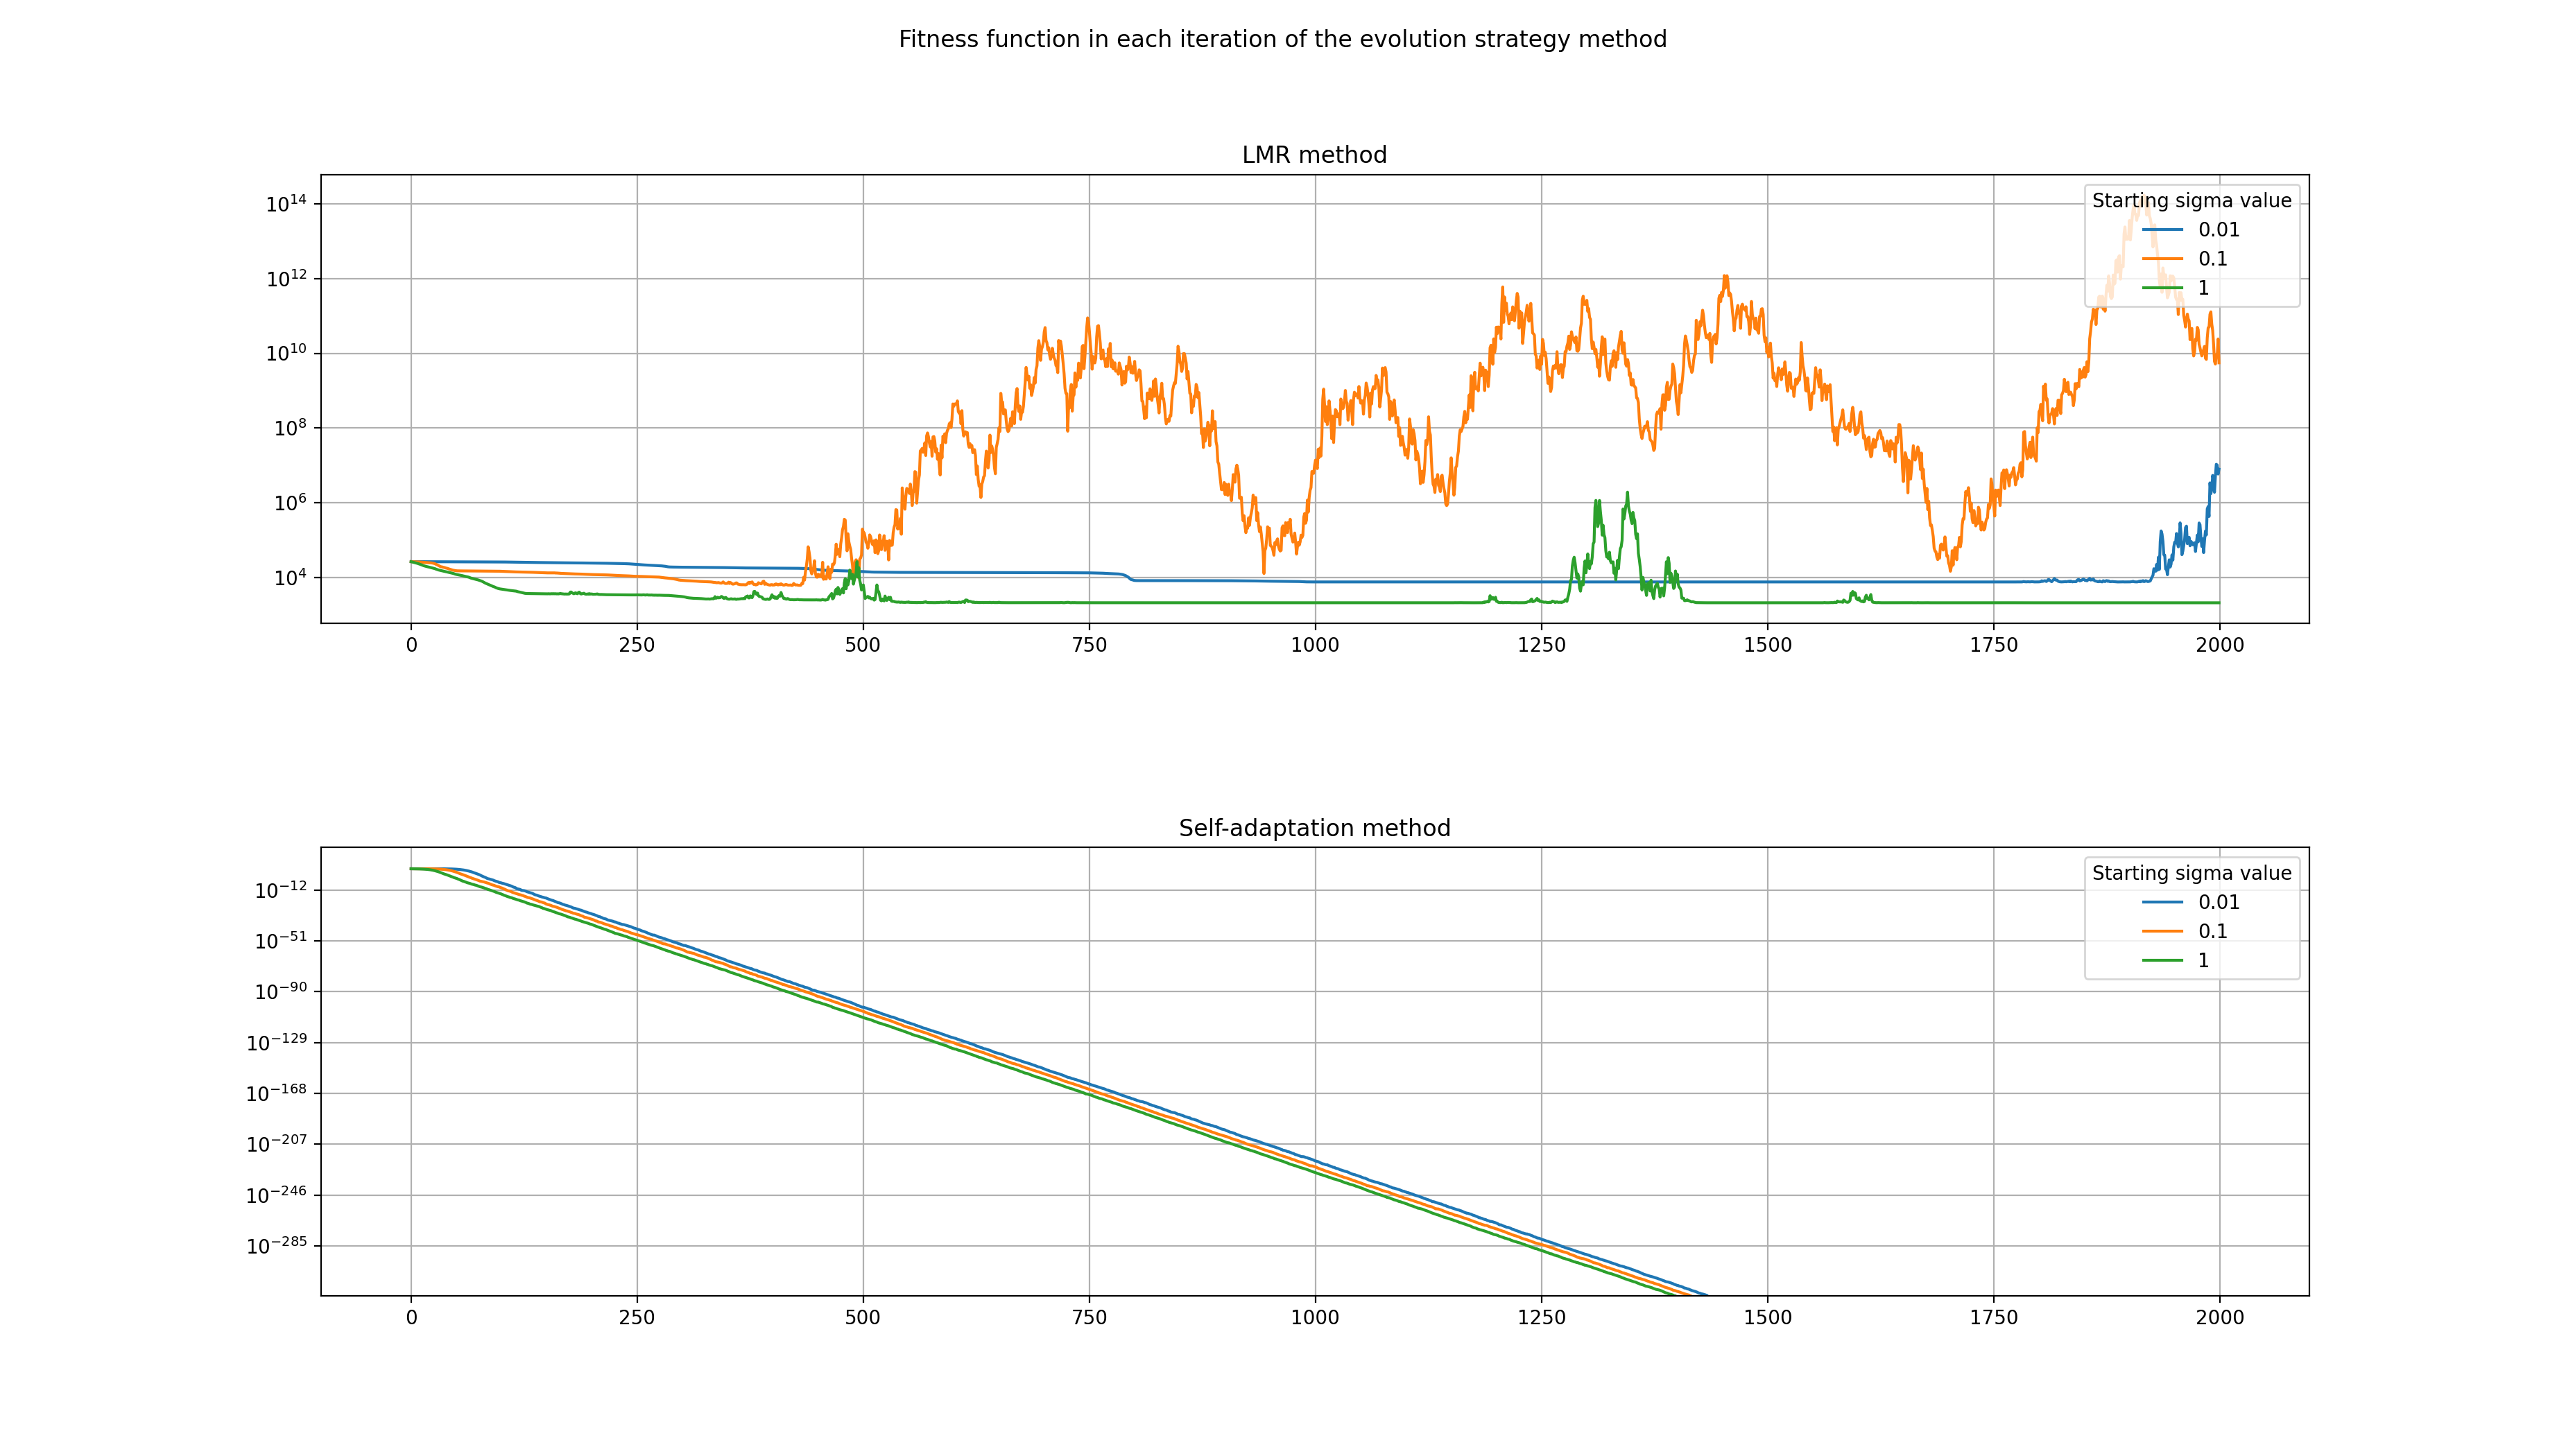 Fitness function in each iteration of the evolution strategy method
LMR method
10^14
10^12
10^10
10^8
10^6
10^4
Starting sigma value
0.01
0.1
1
0 250 500 750 1000 1250 1500 1750 2000
Self-adaptation method
10^−12
10^−51
10^−90
10^−129
10^−168
10^−207
10^−246
10^−285
Starting sigma value
0.01
0.1
1
0 250 500 750 1000 1250 1500 1750 2000